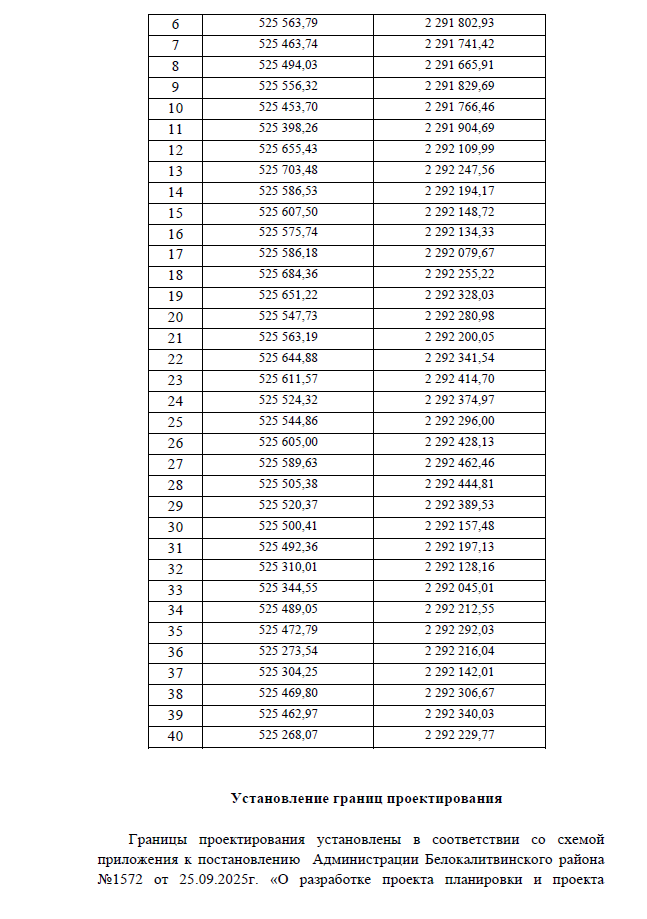 6 525 563,79 2 291 802,93
7 525 463,74 2 291 741,42
8 525 494,03 2 291 665,91
9 525 556,32 2 291 829,69
10 525 453,70 2 291 766,46
11 525 398,26 2 291 904,69
12 525 655,43 2 292 109,99
13 525 703,48 2 292 247,56
14 525 586,53 2 292 194,17
15 525 607,50 2 292 148,72
16 525 575,74 2 292 134,33
17 525 586,18 2 292 079,67
18 525 684,36 2 292 255,22
19 525 651,22 2 292 328,03
20 525 547,73 2 292 280,98
21 525 563,19 2 292 200,05
22 525 644,88 2 292 341,54
23 525 611,57 2 292 414,70
24 525 524,32 2 292 374,97
25 525 544,86 2 292 296,00
26 525 605,00 2 292 428,13
27 525 589,63 2 292 462,46
28 525 505,38 2 292 444,81
29 525 520,37 2 292 389,53
30 525 500,41 2 292 157,48
31 525 492,36 2 292 197,13
32 525 310,01 2 292 128,16
33 525 344,55 2 292 045,01
34 525 489,05 2 292 212,55
35 525 472,79 2 292 292,03
36 525 273,54 2 292 216,04
37 525 304,25 2 292 142,01
38 525 469,80 2 292 306,67
39 525 462,97 2 292 340,03
40 525 268,07 2 292 229,77
Установление границ проектирования
Границы проектирования установлены в соответствии со схемой
приложения к постановлению Администрации Белокалитвинского района
№1572 от 25.09.2025г. «О разработке проекта планировки и проекта